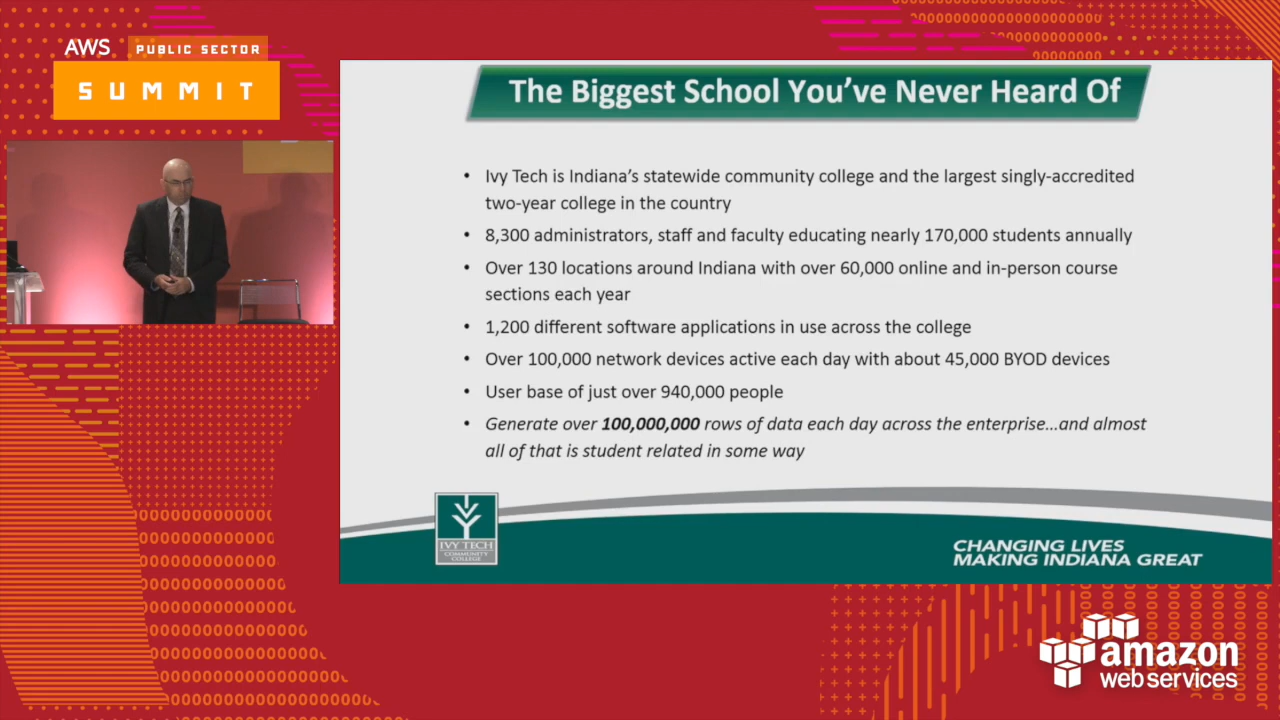 AWS PUBLIC SECTOR
SUMMIT
The Biggest School You've Never Heard Of
• Ivy Tech is Indiana's statewide community college and the largest singly-accredited
two-year college in the country
• 8,300 administrators, staff and faculty educating nearly 170,000 students annually
• Over 130 locations around Indiana with over 60,000 online and in-person course
sections each year
• 1,200 different software applications in use across the college
• Over 100,000 network devices active each day with about 45,000 BYOD devices
• User base of just over 940,000 people
• Generate over 100,000,000 rows of data each day across the enterprise...and almost
all of that is student related in some way
IVY TECH
COMMUNITY
COLLEGE
CHANGING LIVES
MAKING INDIANA GREAT
amazon
web services